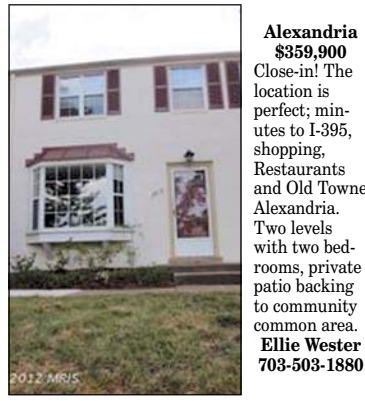 Alexandria
$359,900
Close-in! The
location is
perfect; min-
utes to I-395,
shopping,
Restaurants
and Old Towne
Alexandria.
Two levels
with two bed-
rooms, private
patio backing
to community
common area.
Ellie Wester
703-503-1880
2012 MRIS